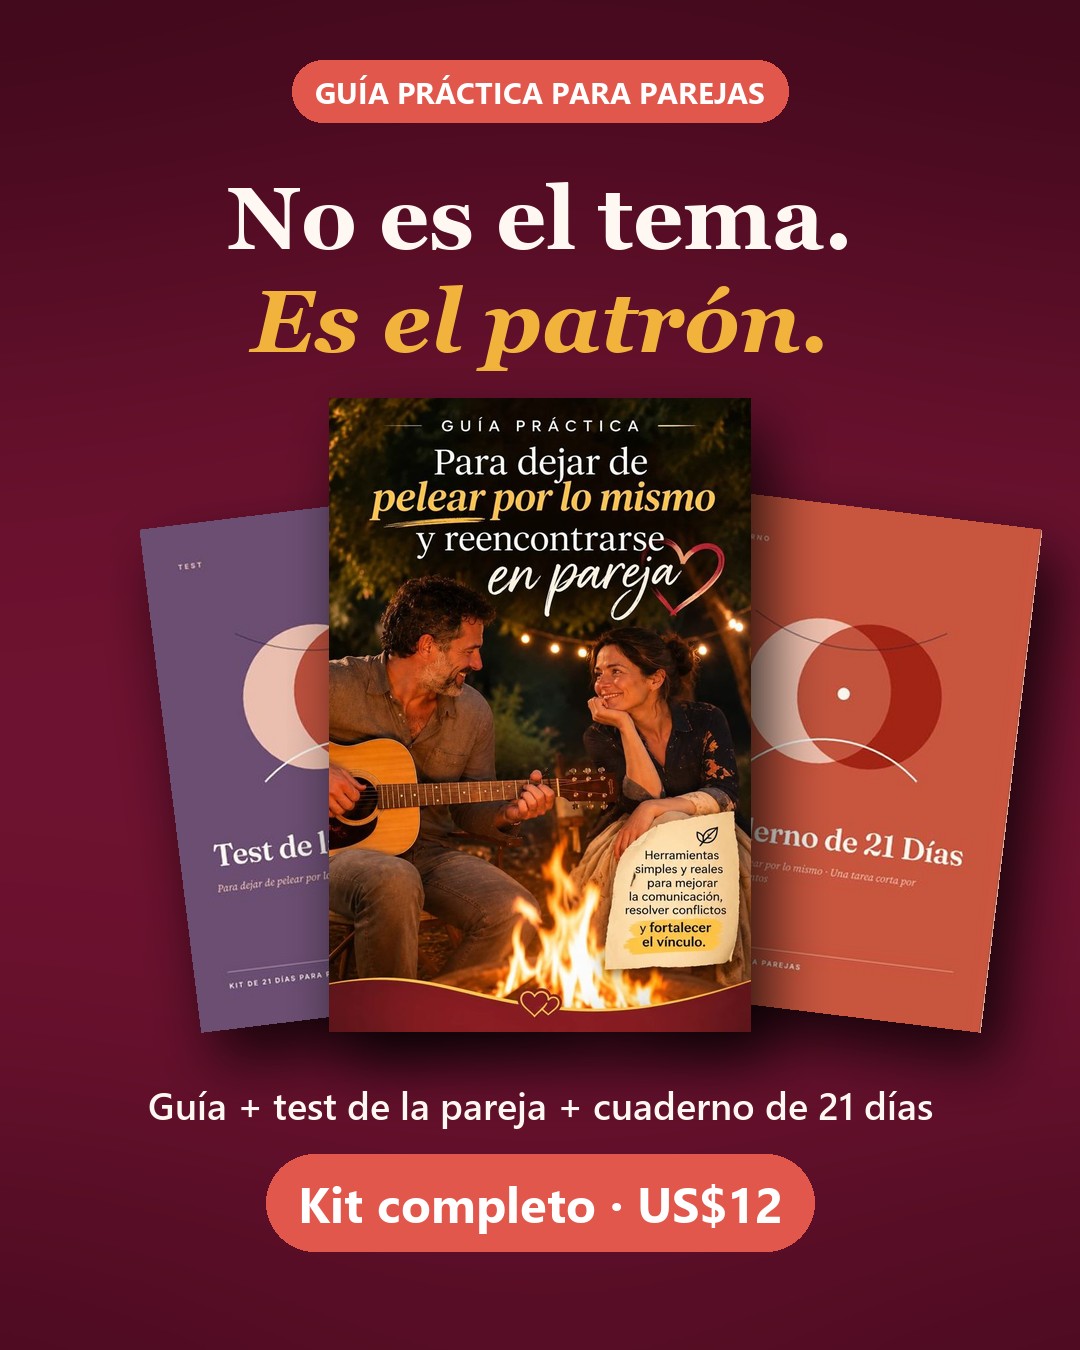 GUÍA PRÁCTICA PARA PAREJAS
No es el tema.
Es el patrón.
GUÍA PRÁCTICA
Para dejar de
pelear por lo mismo
y reencontrarse
en pareja
Herramientas
simples y reales
para mejorar
la comunicación,
resolver conflictos
y fortalecer
el vínculo.
TEST
Test de
Para dejar de pelear por
KIT DE 21 DÍAS PARA
de 21 Días
por lo mismo · Una tarea corta por
PAREJAS
Guía + test de la pareja + cuaderno de 21 días
Kit completo · US$12